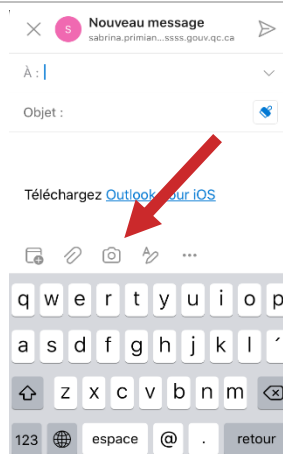 S
Nouveau message
sabrina.primian...ssss.gouv.qc.ca
À :
Objet :
Téléchargez Outlook pour iOS
q w e r t y u i o p
a s d f g h j k l ´
z x c v b n m
123 espace @ . retour